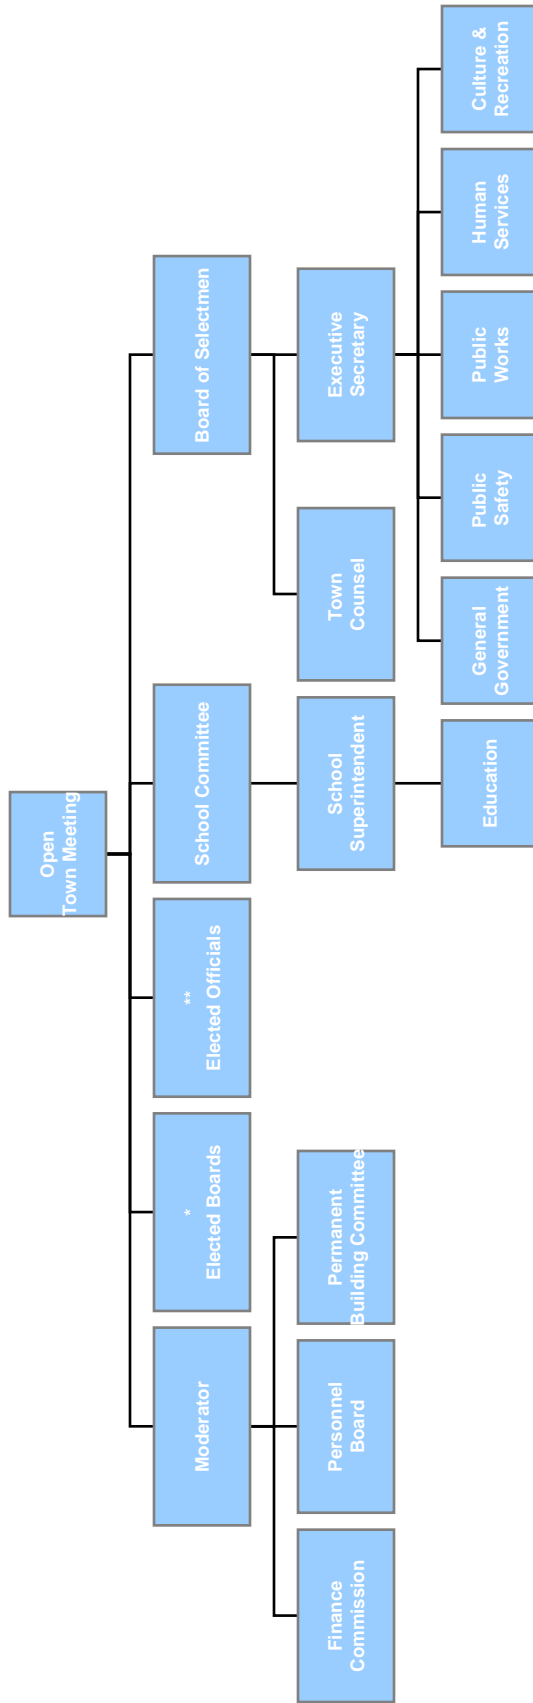 Open
Town Meeting
Moderator
*
Elected Boards
**
Elected Officials
School Committee
Board of Selectmen
Finance
Commission
Personnel
Board
Permanent
Building Committee
School
Superintendent
Town
Counsel
Executive
Secretary
Education
General
Government
Public
Safety
Public
Works
Human
Services
Culture &
Recreation